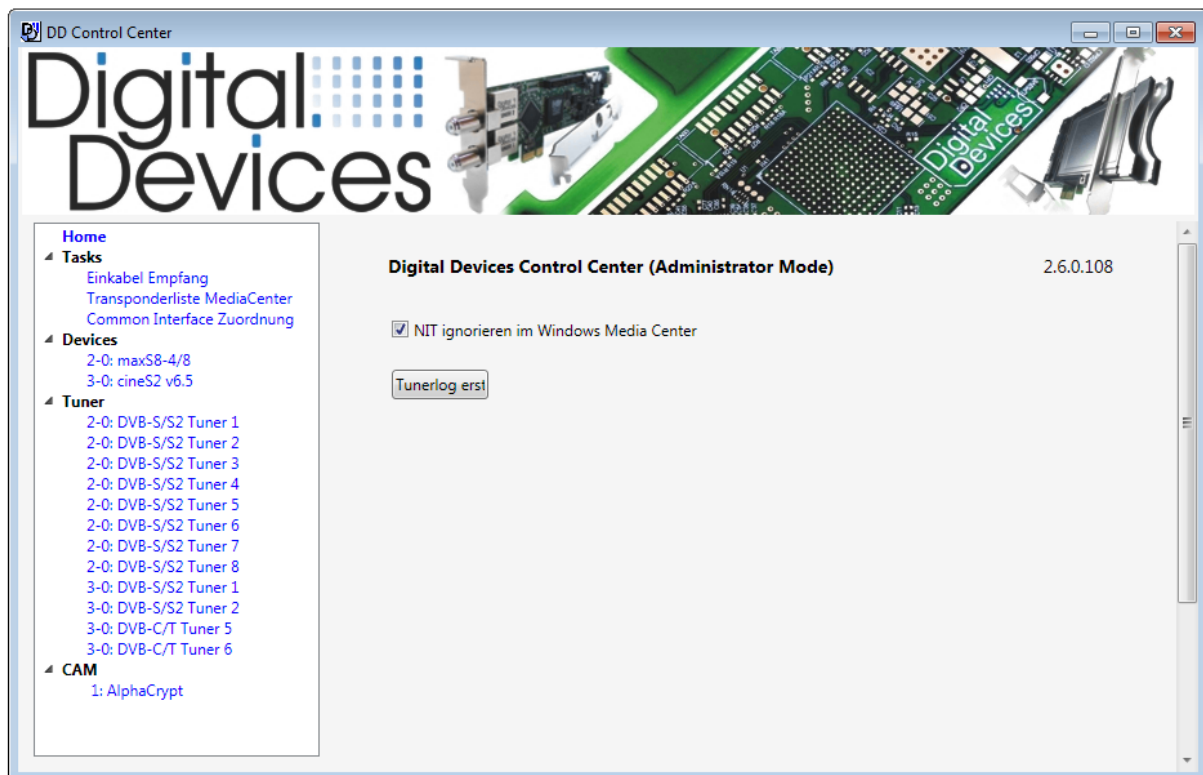 DD Control Center
Digital
Devices
Digital
Devices
Home
Tasks
Einkabel Empfang
Transponderliste MediaCenter
Common Interface Zuordnung
Devices
2-0: maxS8-4/8
3-0: cineS2 v6.5
Tuner
2-0: DVB-S/S2 Tuner 1
2-0: DVB-S/S2 Tuner 2
2-0: DVB-S/S2 Tuner 3
2-0: DVB-S/S2 Tuner 4
2-0: DVB-S/S2 Tuner 5
2-0: DVB-S/S2 Tuner 6
2-0: DVB-S/S2 Tuner 7
2-0: DVB-S/S2 Tuner 8
3-0: DVB-S/S2 Tuner 1
3-0: DVB-S/S2 Tuner 2
3-0: DVB-C/T Tuner 5
3-0: DVB-C/T Tuner 6
CAM
1: AlphaCrypt
Digital Devices Control Center (Administrator Mode) 2.6.0.108
NIT ignorieren im Windows Media Center
Tunerlog erst